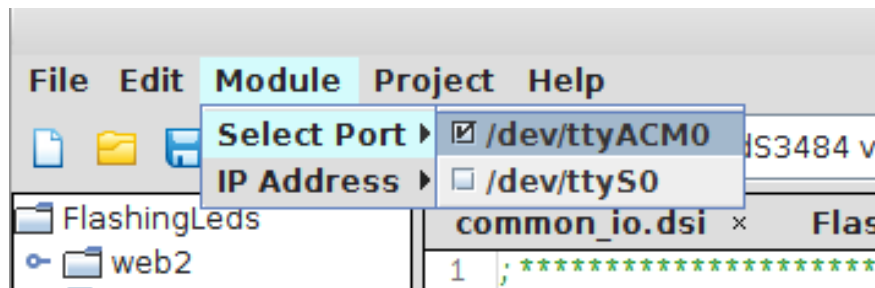 File Edit Module Project Help
Select Port /dev/ttyACM0
IP Address /dev/ttyS0
dS3484 v
FlashingLeds
web2
common_io.dsi × Flas
1 ;*********************